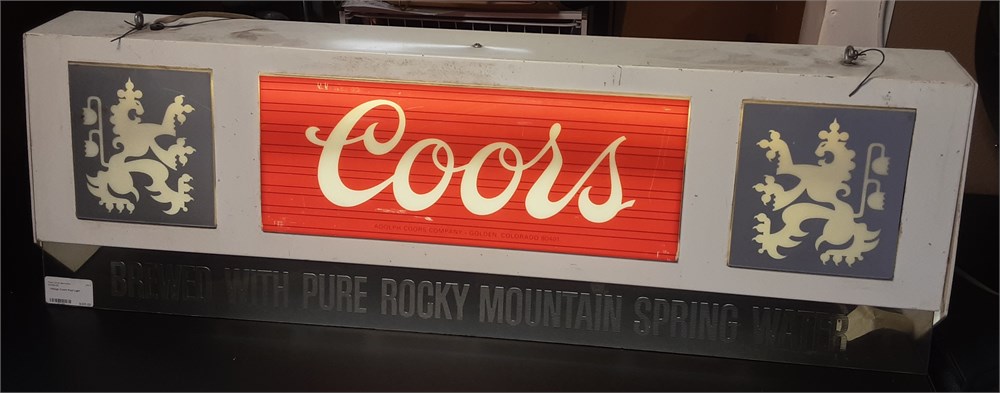 Coors
ADOLPH COORS COMPANY - GOLDEN, COLORADO 80401
BREWED WITH PURE ROCKY MOUNTAIN SPRING WATER